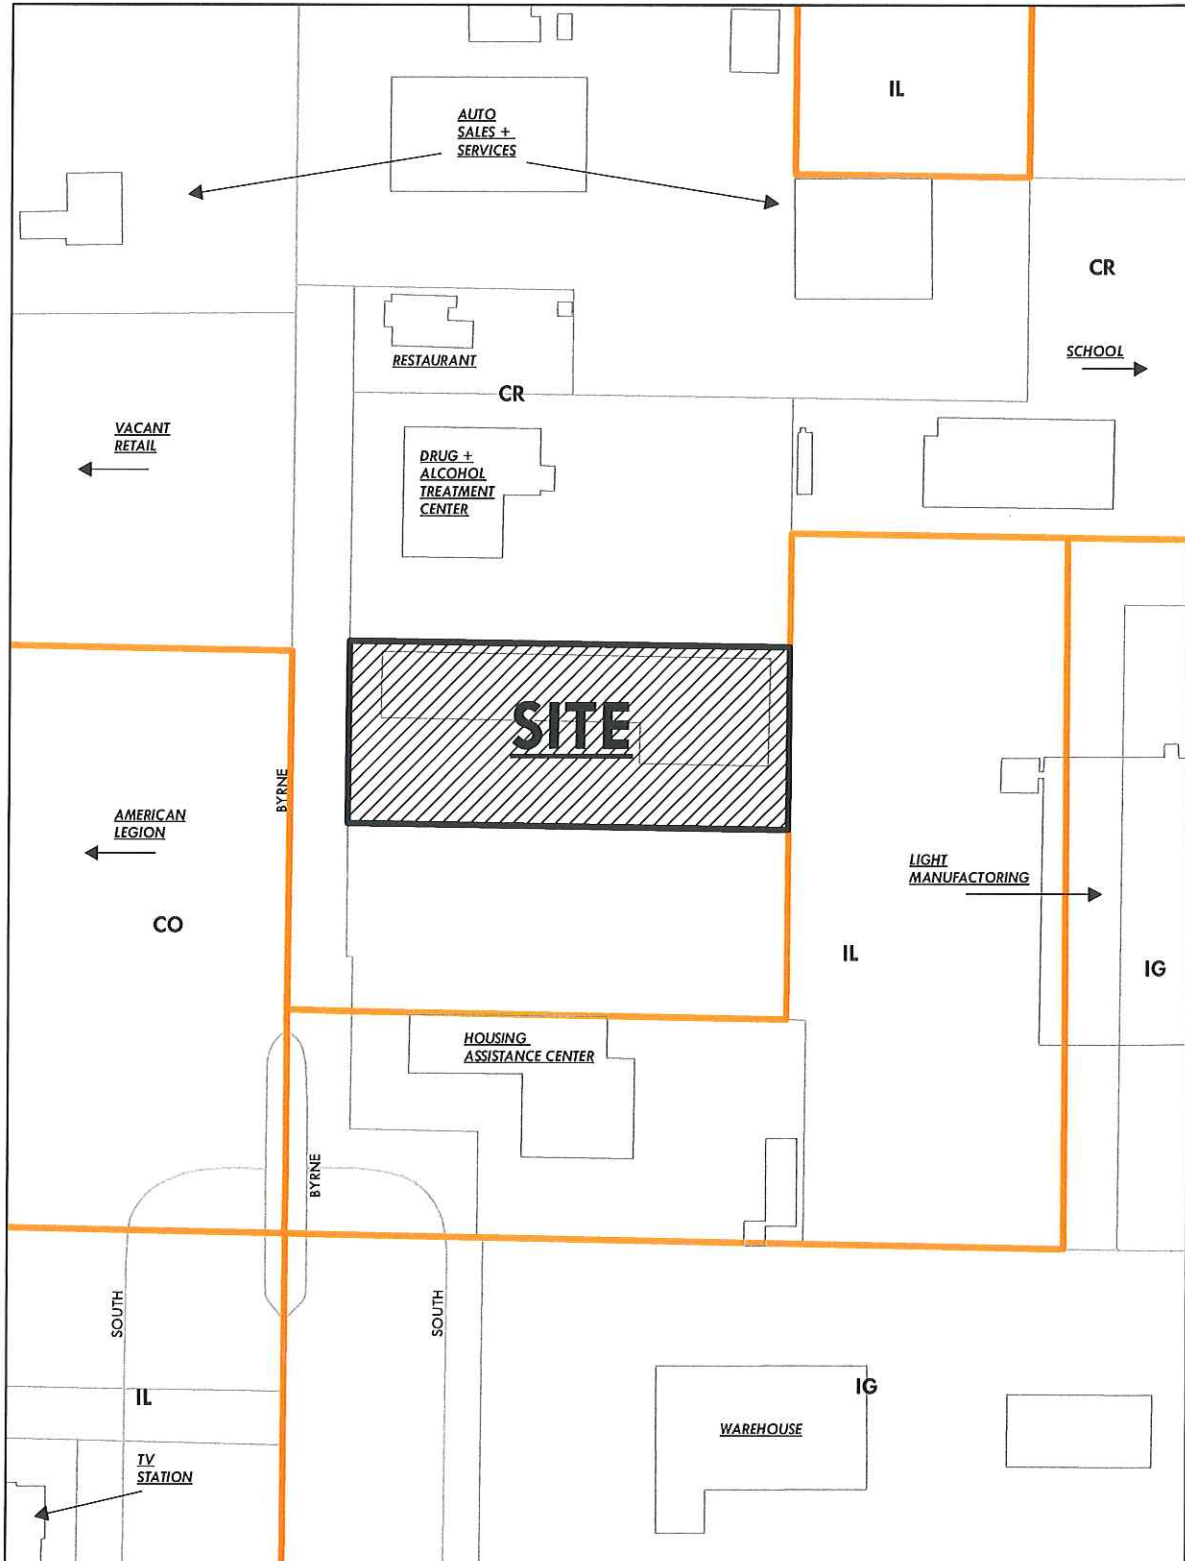 IL
AUTO
SALES +
SERVICES
CR
SCHOOL
RESTAURANT
CR
VACANT
RETAIL
DRUG +
ALCOHOL
TREATMENT
CENTER
SITE
BYRNE
AMERICAN
LEGION
LIGHT
MANUFACTORING
CO
IL
IG
HOUSING
ASSISTANCE CENTER
BYRNE
SOUTH
SOUTH
IL
IG
WAREHOUSE
TV
STATION